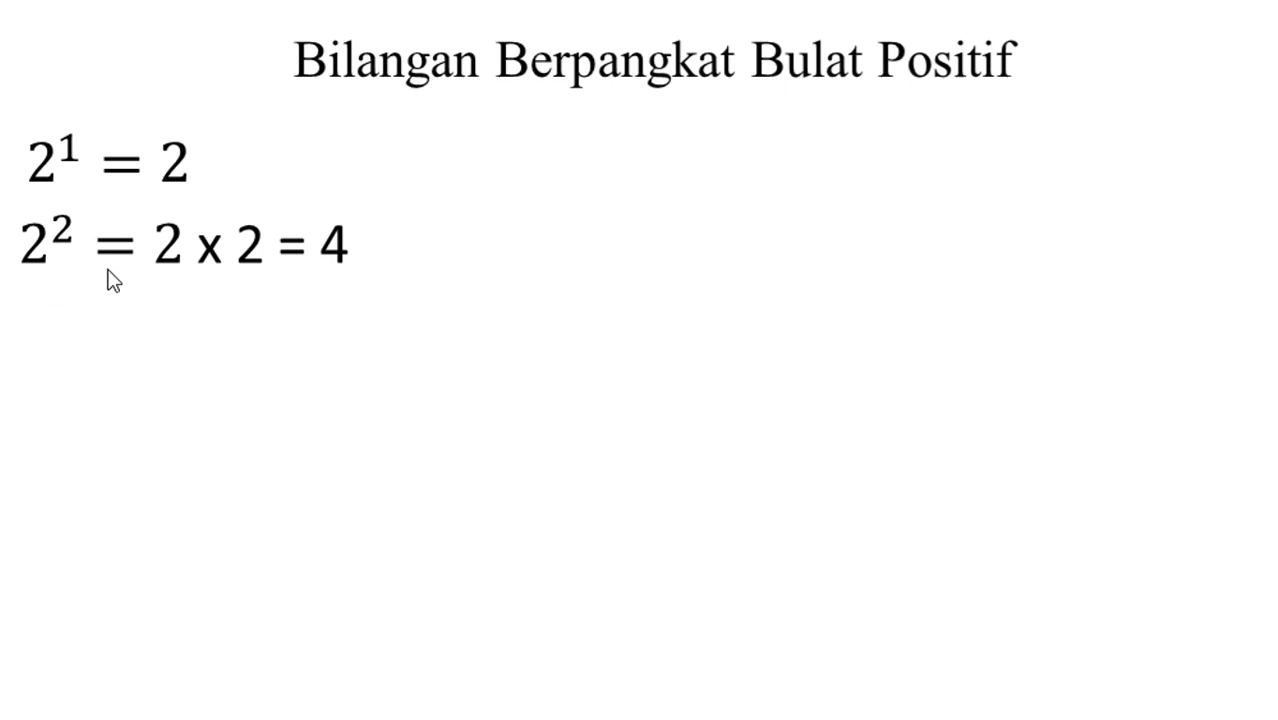 Bilangan Berpangkat Bulat Positif
2¹ = 2
2² = 2 x 2 = 4